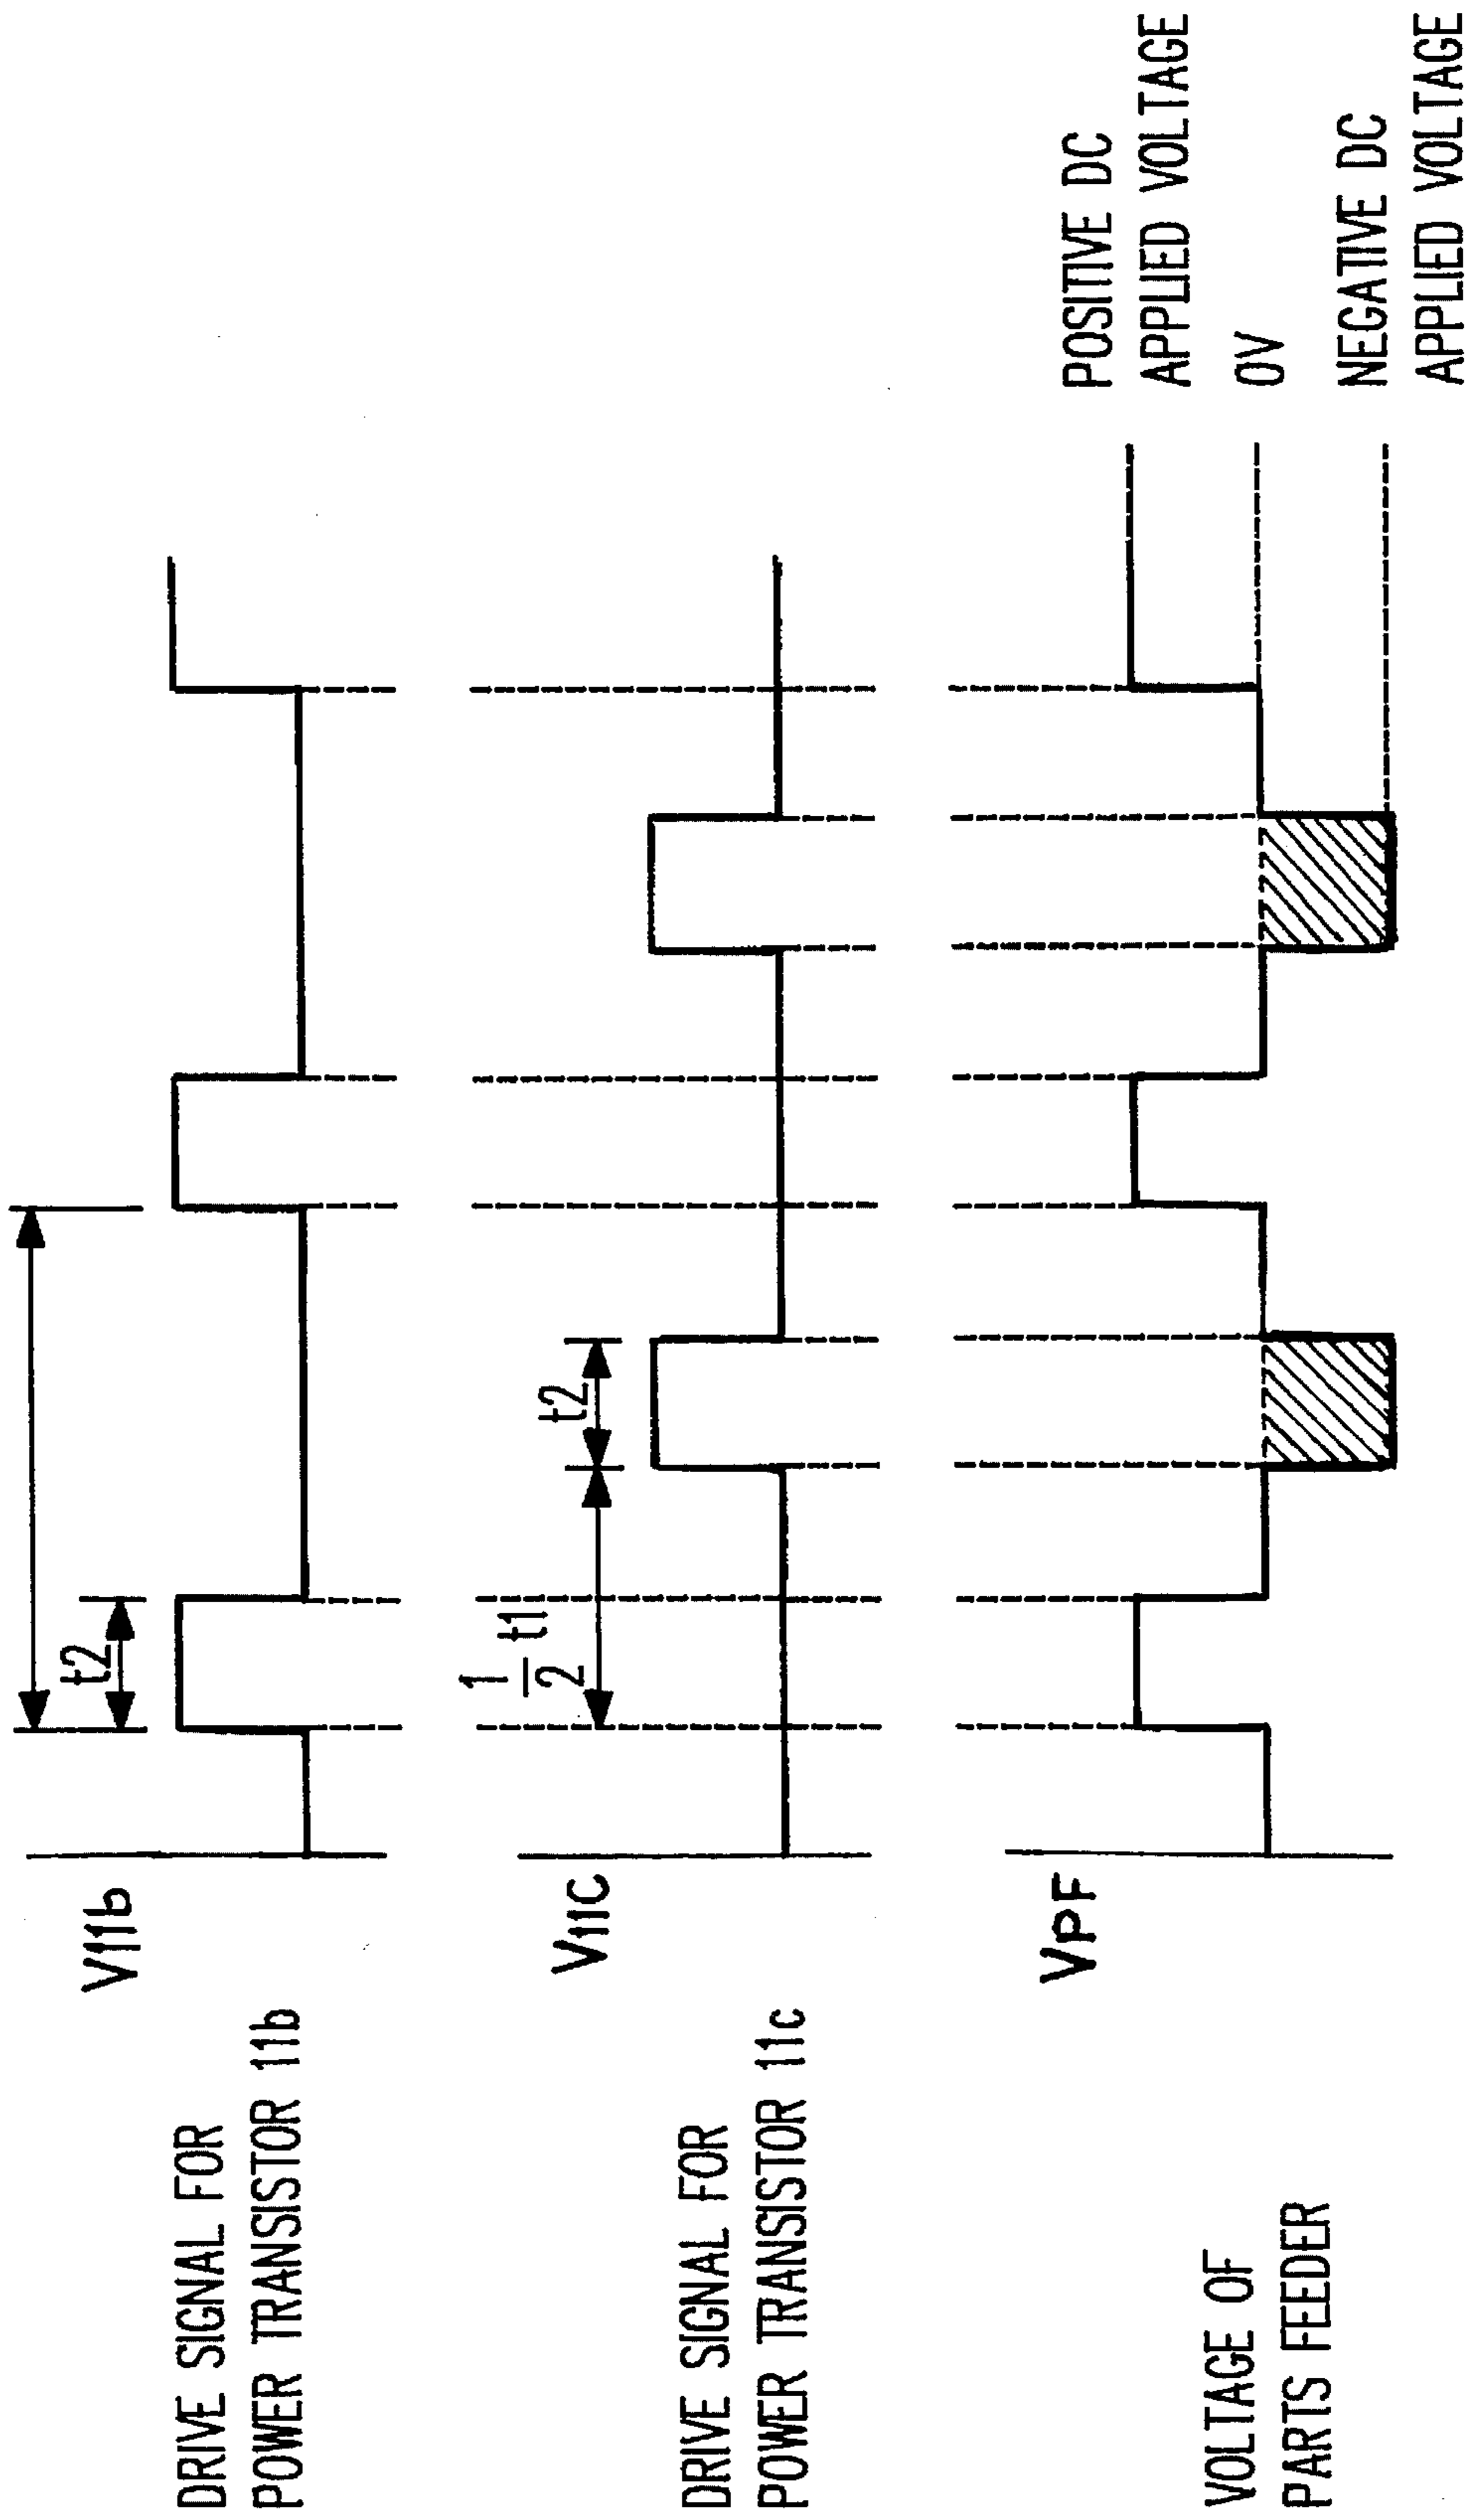 V11b
DRIVE SIGNAL FOR
POWER TRANSISTOR 11b
t2
V11C
DRIVE SIGNAL FOR
POWER TRANSISTOR 11c
1/2 t1
t2
VPF
VOLTAGE OF
PARTS FEEDER
POSITIVE DC
APPLIED VOLTAGE
0V
NEGATIVE DC
APPLIED VOLTAGE